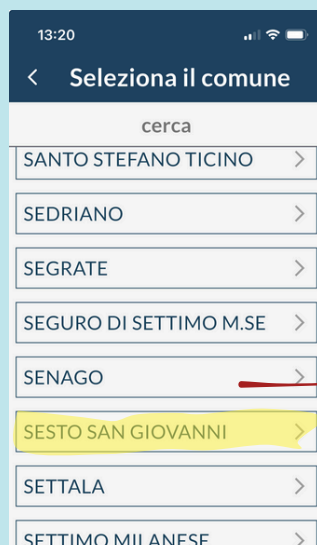 13:20
Seleziona il comune
cerca
SANTO STEFANO TICINO
SEDRIANO
SEGRATE
SEGURO DI SETTIMO M.SE
SENAGO
SESTO SAN GIOVANNI
SETTALA
SETTIMO MILANESE